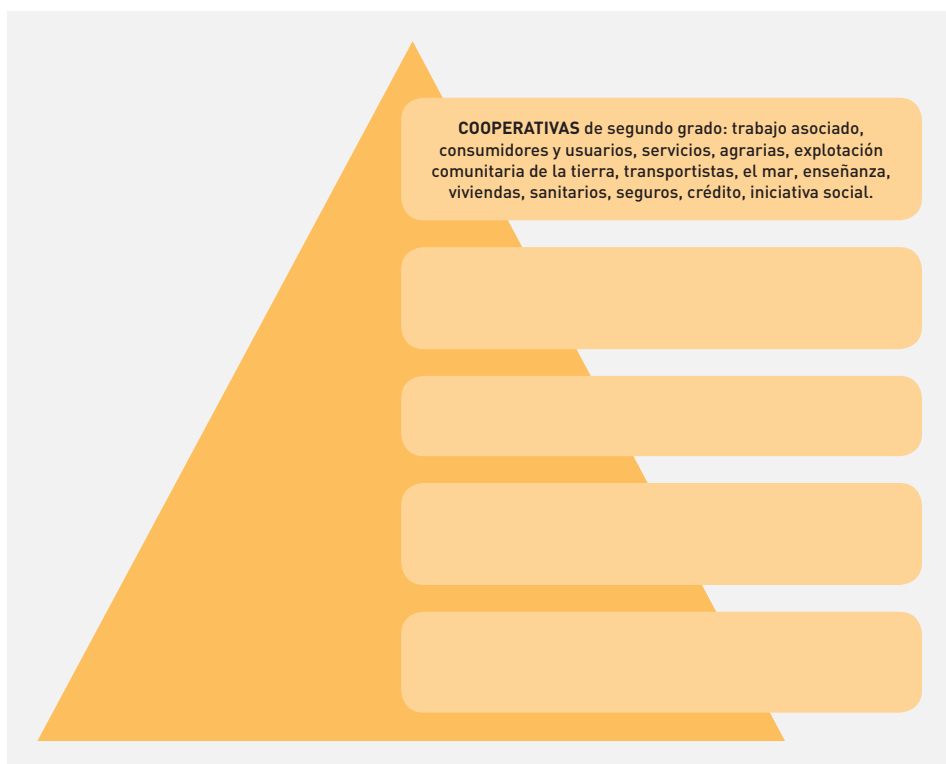 COOPERATIVAS de segundo grado: trabajo asociado,
consumidores y usuarios, servicios, agrarias, explotación
comunitaria de la tierra, transportistas, el mar, enseñanza,
viviendas, sanitarios, seguros, crédito, iniciativa social.